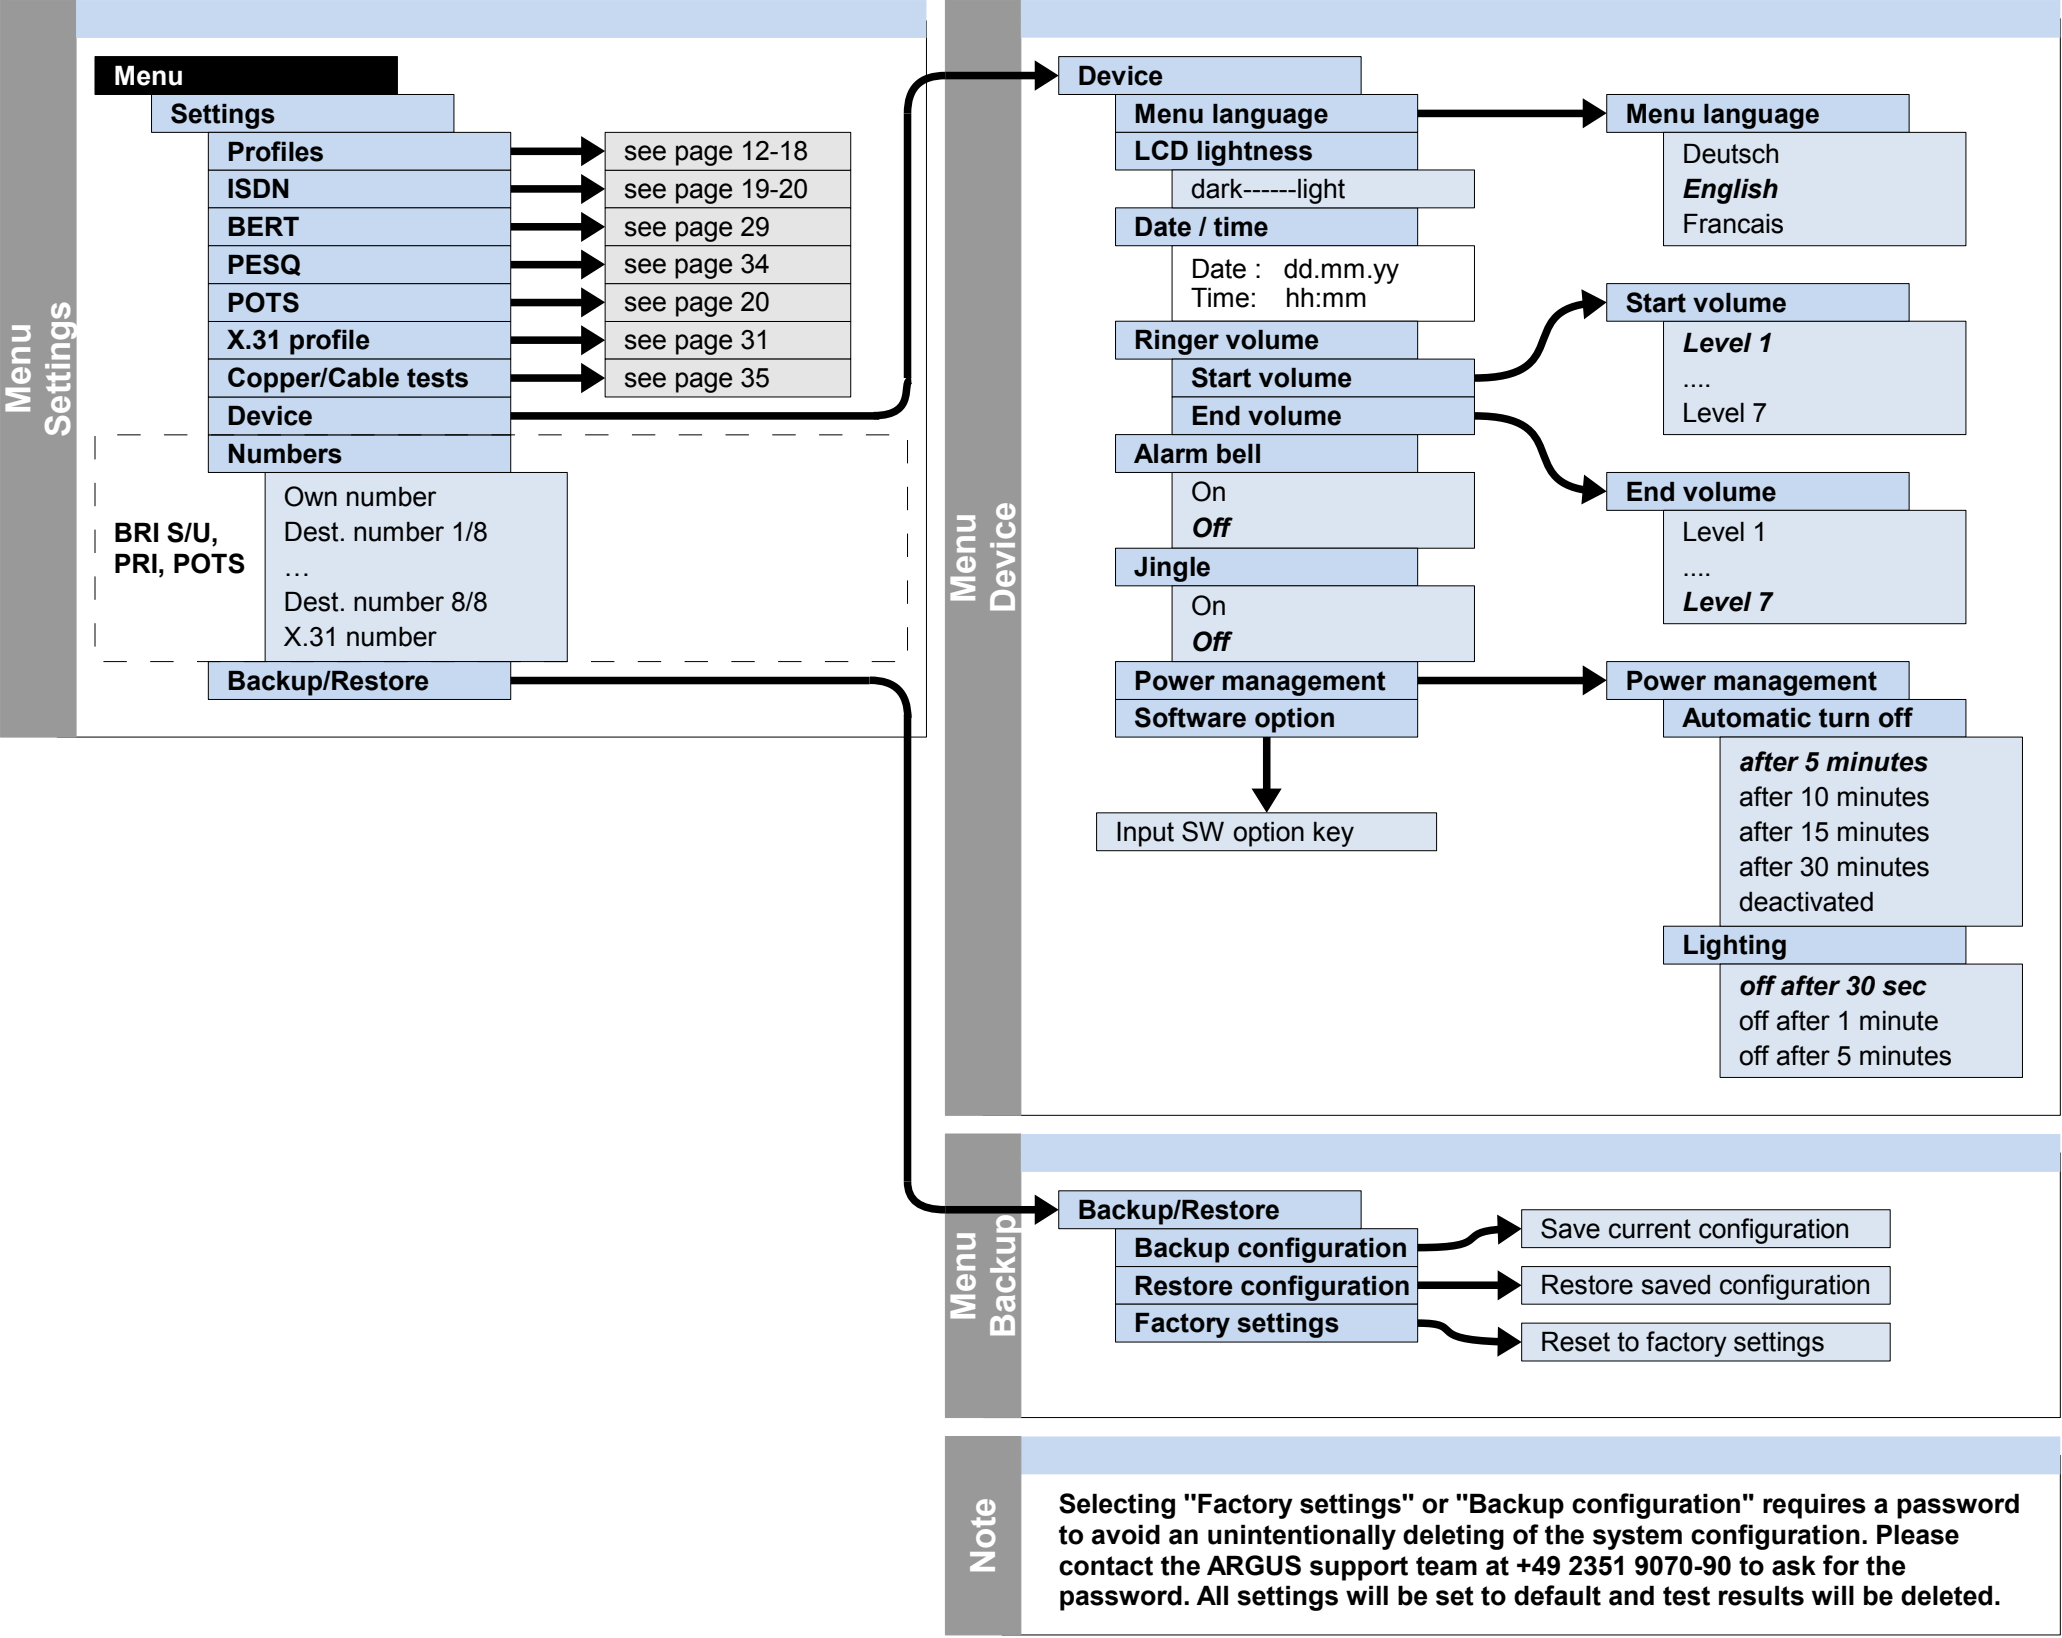 Menu
Settings
Menu
Settings
Profiles
see page 12-18
ISDN
see page 19-20
BERT
see page 29
PESQ
see page 34
POTS
see page 20
X.31 profile
see page 31
Copper/Cable tests
see page 35
Device
Numbers
BRI S/U,
PRI, POTS
Own number
Dest. number 1/8
…
Dest. number 8/8
X.31 number
Backup/Restore
Menu
Device
Device
Menu language
LCD lightness
dark------light
Date / time
Date : dd.mm.yy
Time: hh:mm
Ringer volume
Start volume
End volume
Alarm bell
On
Off
Jingle
On
Off
Power management
Software option
Input SW option key
Menu language
Deutsch
English
Francais
Start volume
Level 1
....
Level 7
End volume
Level 1
....
Level 7
Power management
Automatic turn off
after 5 minutes
after 10 minutes
after 15 minutes
after 30 minutes
deactivated
Lighting
off after 30 sec
off after 1 minute
off after 5 minutes
Menu
Backup
Backup/Restore
Backup configuration
Save current configuration
Restore configuration
Restore saved configuration
Factory settings
Reset to factory settings
Note
Selecting "Factory settings" or "Backup configuration" requires a password
to avoid an unintentionally deleting of the system configuration. Please
contact the ARGUS support team at +49 2351 9070-90 to ask for the
password. All settings will be set to default and test results will be deleted.